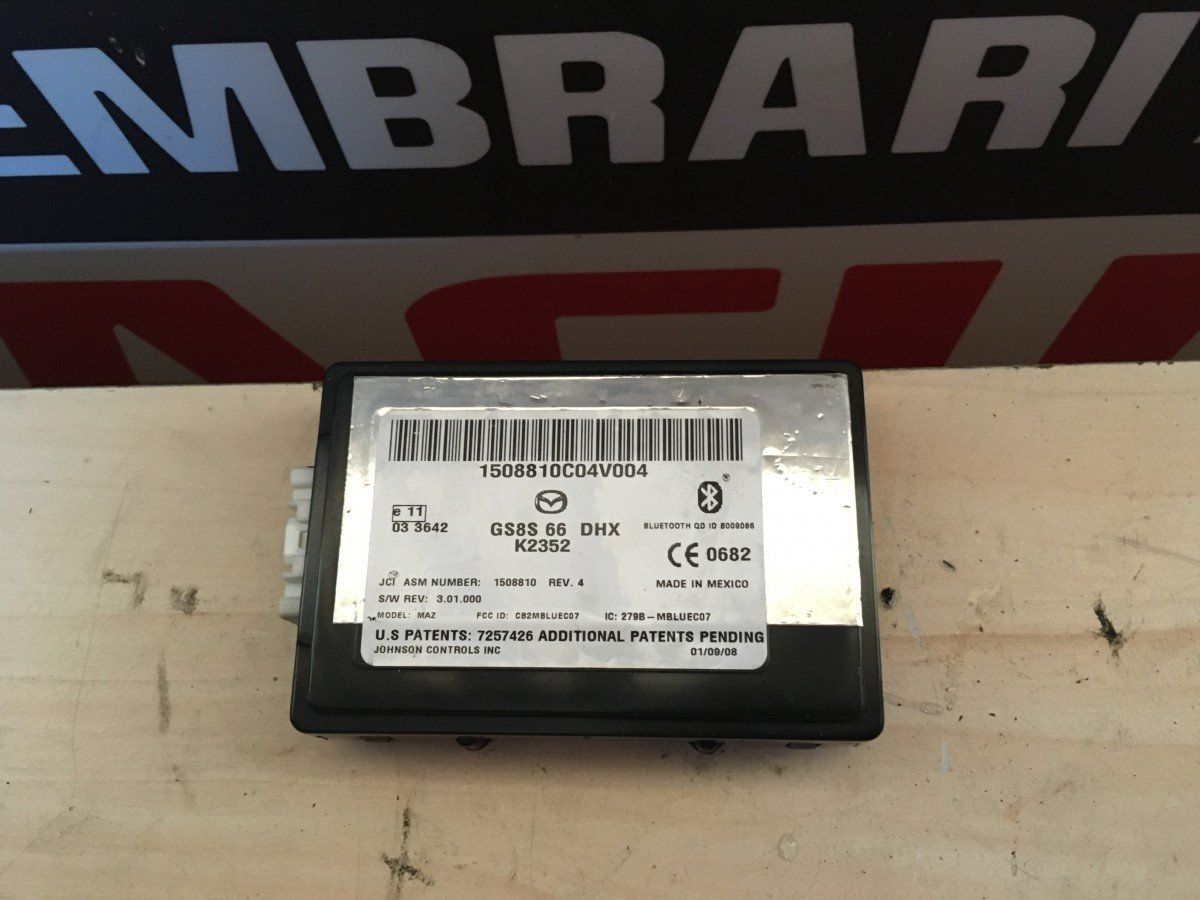 EMBRARI
1508810C04V004
e 11
03 3642
GS8S 66 DHX
K2352
®
BLUETOOTH QD ID B009086
CE 0682
JCI ASM NUMBER: 1508810 REV. 4
MADE IN MEXICO
S/W REV: 3.01.000
MODEL: MAZ FCC ID: CB2MBLUEC07 IC: 279B-MBLUEC07
U.S PATENTS: 7257426 ADDITIONAL PATENTS PENDING
JOHNSON CONTROLS INC 01/09/08